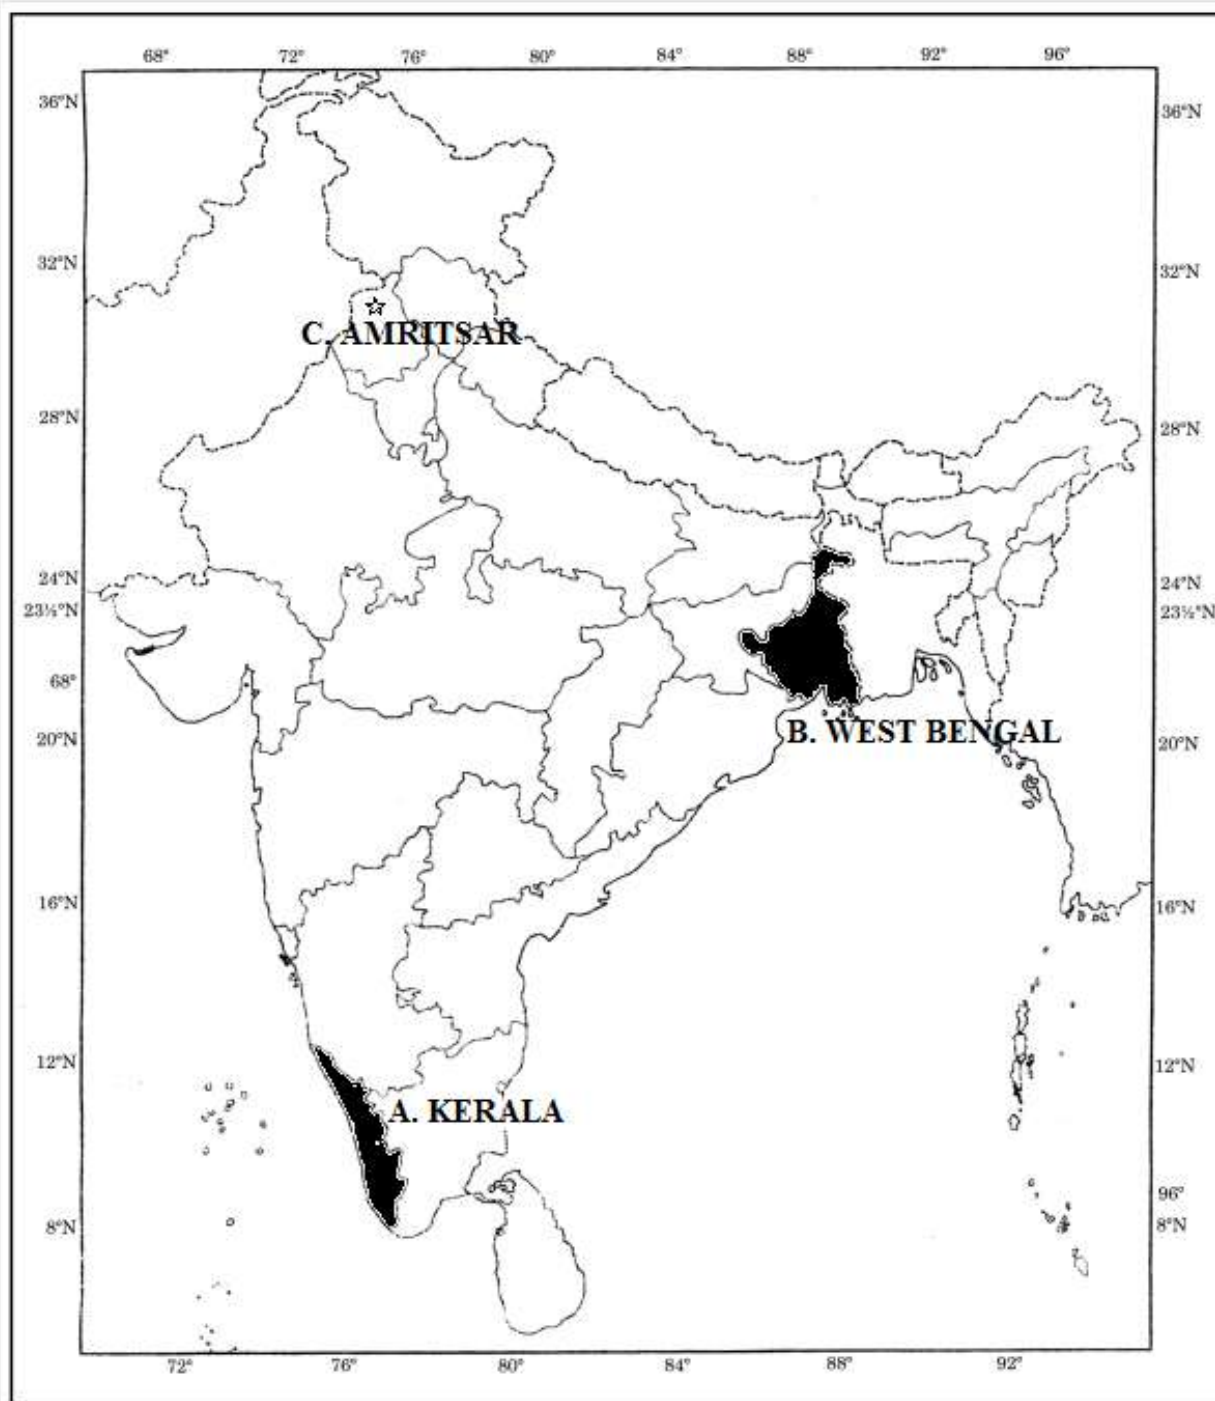 68° 72° 76° 80° 84° 88° 92° 96°
36°N 36°N
32°N 32°N
C. AMRITSAR
28°N 28°N
24°N 24°N
23½°N 23½°N
68°
B. WEST BENGAL
20°N 20°N
16°N 16°N
12°N 12°N
A. KERALA
96°
8°N 8°N
72° 76° 80° 84° 88° 92°